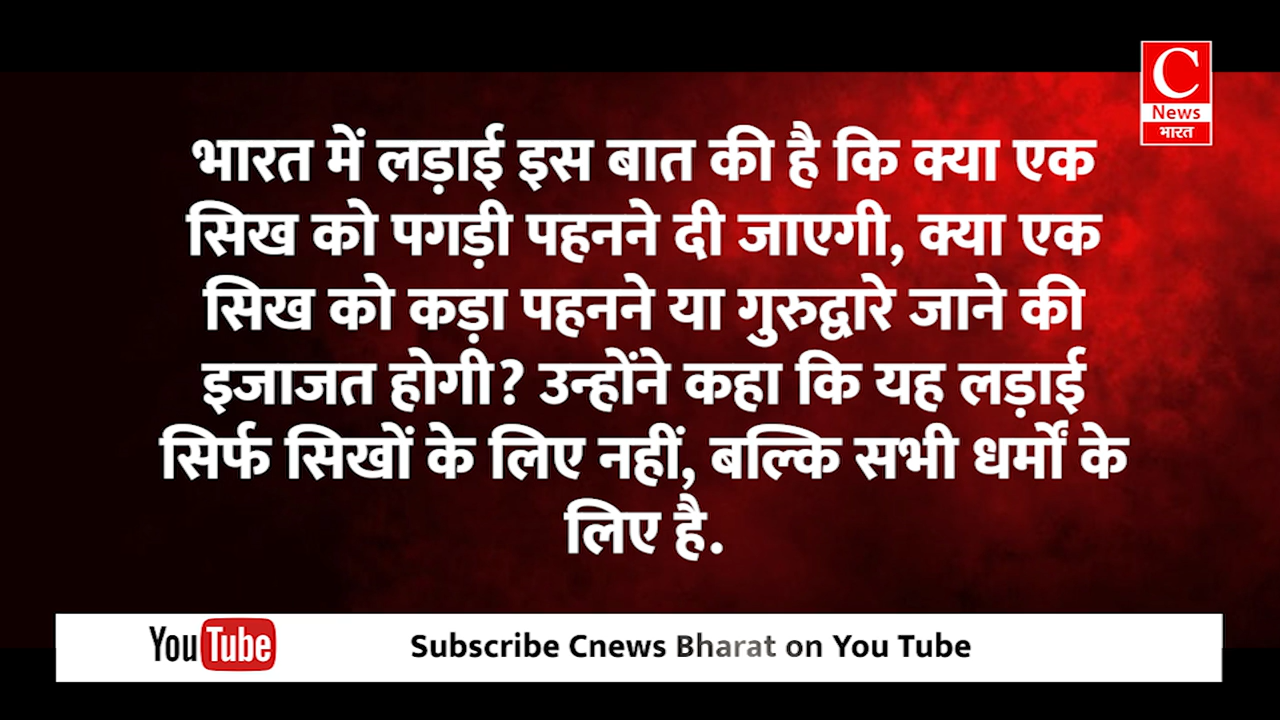 C
News
भारत
भारत में लड़ाई इस बात की है कि क्या एक
सिख को पगड़ी पहनने दी जाएगी, क्या एक
सिख को कड़ा पहनने या गुरुद्वारे जाने की
इजाजत होगी? उन्होंने कहा कि यह लड़ाई
सिर्फ सिखों के लिए नहीं, बल्कि सभी धर्मों के
लिए है.
YouTube
Subscribe Cnews Bharat on You Tube